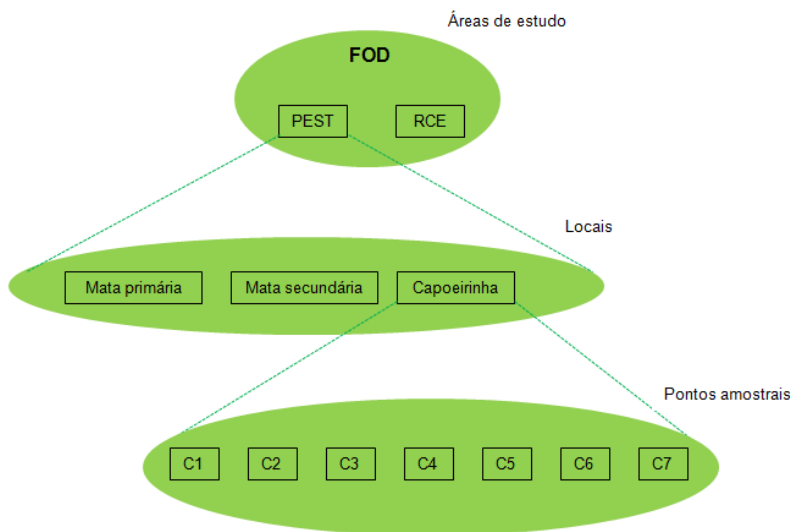 Áreas de estudo
FOD
PEST RCE
Locais
Mata primária Mata secundária Capoeirinha
Pontos amostrais
C1 C2 C3 C4 C5 C6 C7